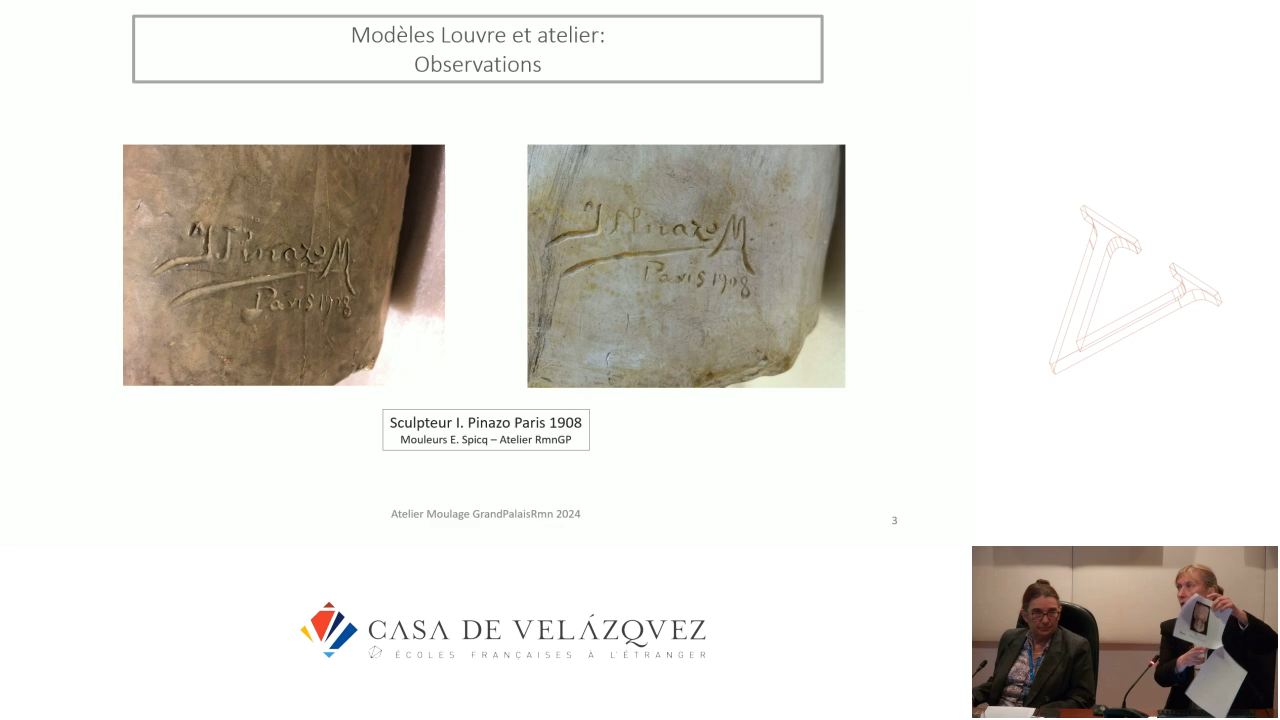 Modèles Louvre et atelier:
Observations
I Pinazo M.
Paris 1908
I Pinazo M.
Paris 1908
Sculpteur I. Pinazo Paris 1908
Mouleurs E. Spicq – Atelier RmnGP
Atelier Moulage GrandPalaisRmn 2024
3
CASA DE VELÁZQVEZ
ÉCOLES FRANÇAISES À L'ÉTRANGER